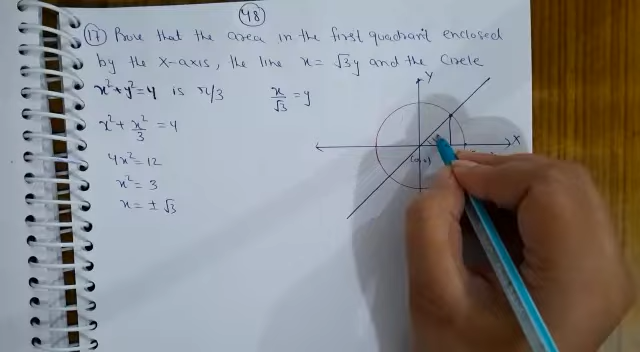 48
17 Prove that the area in the first quadrant enclosed
by the X-axis, the line x = √3y and the Circle
x²+y²=4 is π/3
x/√3 = y
x² + x²/3 = 4
4x² = 12
x² = 3
x = ± √3
Y
X